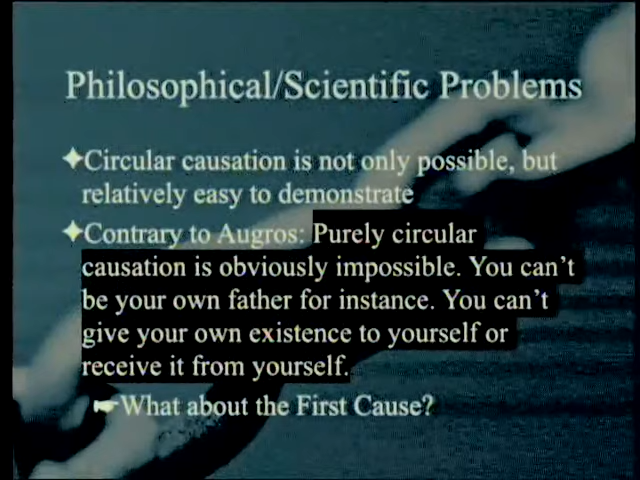 Philosophical/Scientific Problems
Circular causation is not only possible, but
relatively easy to demonstrate
Contrary to Augros: Purely circular
causation is obviously impossible. You can't
be your own father for instance. You can't
give your own existence to yourself or
receive it from yourself.
What about the First Cause?